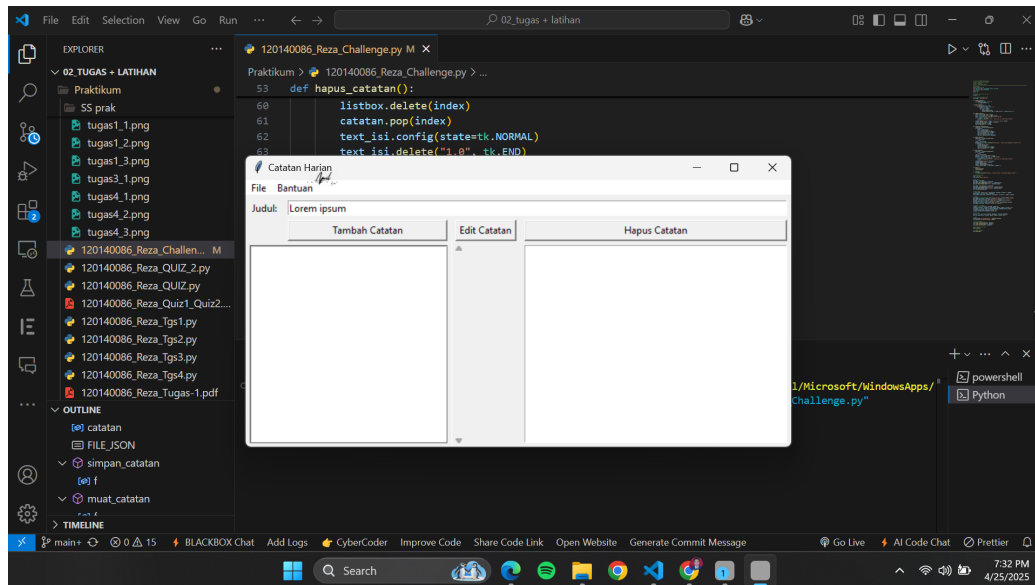 File Edit Selection View Go Run ... 02_tugas + latihan
EXPLORER ...
02_TUGAS + LATIHAN
Praktikum
SS prak
tugas1_1.png
tugas1_2.png
tugas1_3.png
tugas3_1.png
tugas4_1.png
tugas4_2.png
tugas4_3.png
120140086_Reza_Challen... M
120140086_Reza_QUIZ_2.py
120140086_Reza_QUIZ.py
120140086_Reza_Quiz1_Quiz2....
120140086_Reza_Tgs1.py
120140086_Reza_Tgs2.py
120140086_Reza_Tgs3.py
120140086_Reza_Tgs4.py
120140086_Reza_Tugas-1.pdf
OUTLINE
catatan
FILE_JSON
simpan_catatan
f
muat_catatan
TIMELINE
120140086_Reza_Challenge.py M
Praktikum > 120140086_Reza_Challenge.py > ...
53 def hapus_catatan():
60 listbox.delete(index)
61 catatan.pop(index)
62 text_isi.config(state=tk.NORMAL)
63 text_isi.delete("1.0", tk.END)
Catatan Harian
File Bantuan
Judul: Lorem ipsum
Tambah Catatan Edit Catatan Hapus Catatan
l/Microsoft/WindowsApps/
Challenge.py"
powershell
Python
main+ 0 15 BLACKBOX Chat Add Logs CyberCoder Improve Code Share Code Link Open Website Generate Commit Message Go Live AI Code Chat Prettier
Search
7:32 PM
4/25/2025